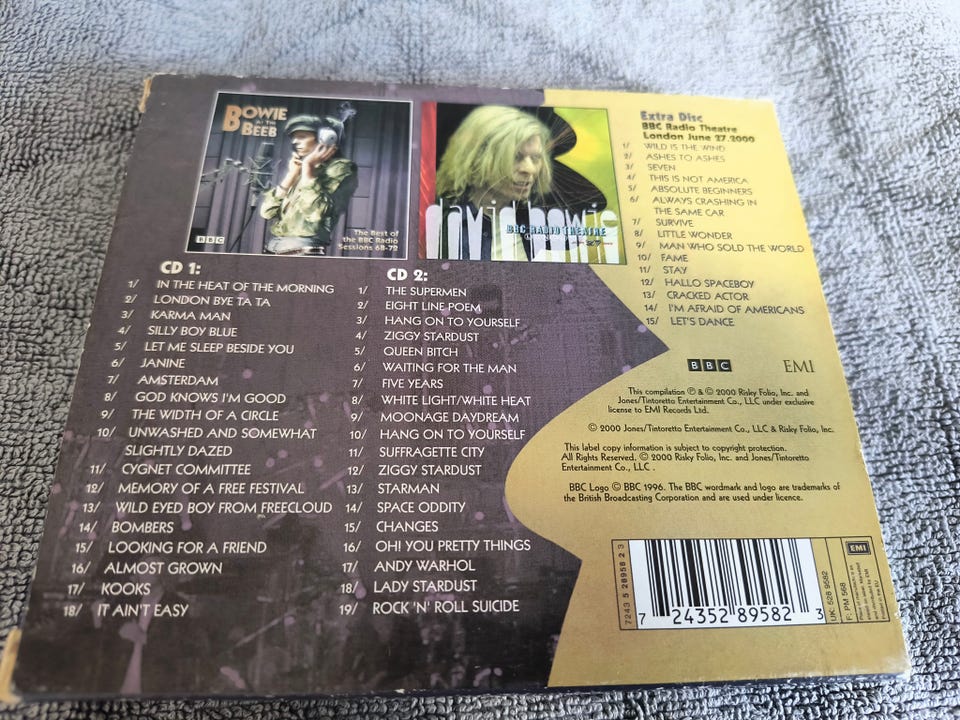 BOWIE
AT THE
BEEB
BBC
The Best of
the BBC Radio
Sessions 68-72
david bowie
BBC RADIO THEATRE
CD 1:
1/ IN THE HEAT OF THE MORNING
2/ LONDON BYE TA TA
3/ KARMA MAN
4/ SILLY BOY BLUE
5/ LET ME SLEEP BESIDE YOU
6/ JANINE
7/ AMSTERDAM
8/ GOD KNOWS I'M GOOD
9/ THE WIDTH OF A CIRCLE
10/ UNWASHED AND SOMEWHAT
SLIGHTLY DAZED
11/ CYGNET COMMITTEE
12/ MEMORY OF A FREE FESTIVAL
13/ WILD EYED BOY FROM FREECLOUD
14/ BOMBERS
15/ LOOKING FOR A FRIEND
16/ ALMOST GROWN
17/ KOOKS
18/ IT AIN'T EASY
CD 2:
1/ THE SUPERMEN
2/ EIGHT LINE POEM
3/ HANG ON TO YOURSELF
4/ ZIGGY STARDUST
5/ QUEEN BITCH
6/ WAITING FOR THE MAN
7/ FIVE YEARS
8/ WHITE LIGHT/WHITE HEAT
9/ MOONAGE DAYDREAM
10/ HANG ON TO YOURSELF
11/ SUFFRAGETTE CITY
12/ ZIGGY STARDUST
13/ STARMAN
14/ SPACE ODDITY
15/ CHANGES
16/ OH! YOU PRETTY THINGS
17/ ANDY WARHOL
18/ LADY STARDUST
19/ ROCK 'N' ROLL SUICIDE
Extra Disc
BBC Radio Theatre
London June 27.2000
1/ WILD IS THE WIND
2/ ASHES TO ASHES
3/ SEVEN
4/ THIS IS NOT AMERICA
5/ ABSOLUTE BEGINNERS
6/ ALWAYS CRASHING IN
THE SAME CAR
7/ SURVIVE
8/ LITTLE WONDER
9/ MAN WHO SOLD THE WORLD
10/ FAME
11/ STAY
12/ HALLO SPACEBOY
13/ CRACKED ACTOR
14/ I'M AFRAID OF AMERICANS
15/ LET'S DANCE
BBC EMI
This compilation ℗ & © 2000 Risky Folio, Inc. and
Jones/Tintoretto Entertainment Co., LLC under exclusive
license to EMI Records Ltd.
© 2000 Jones/Tintoretto Entertainment Co., LLC & Risky Folio, Inc.
This label copy information is subject to copyright protection.
All Rights Reserved. © 2000 Risky Folio, Inc. and Jones/Tintoretto
Entertainment Co., LLC .
BBC Logo © BBC 1996. The BBC wordmark and logo are trademarks of
the British Broadcasting Corporation and are used under licence.
7243 5 28958 2 3
7 24352 89582 3
UK: 528 9582
F: PM 568
EMI